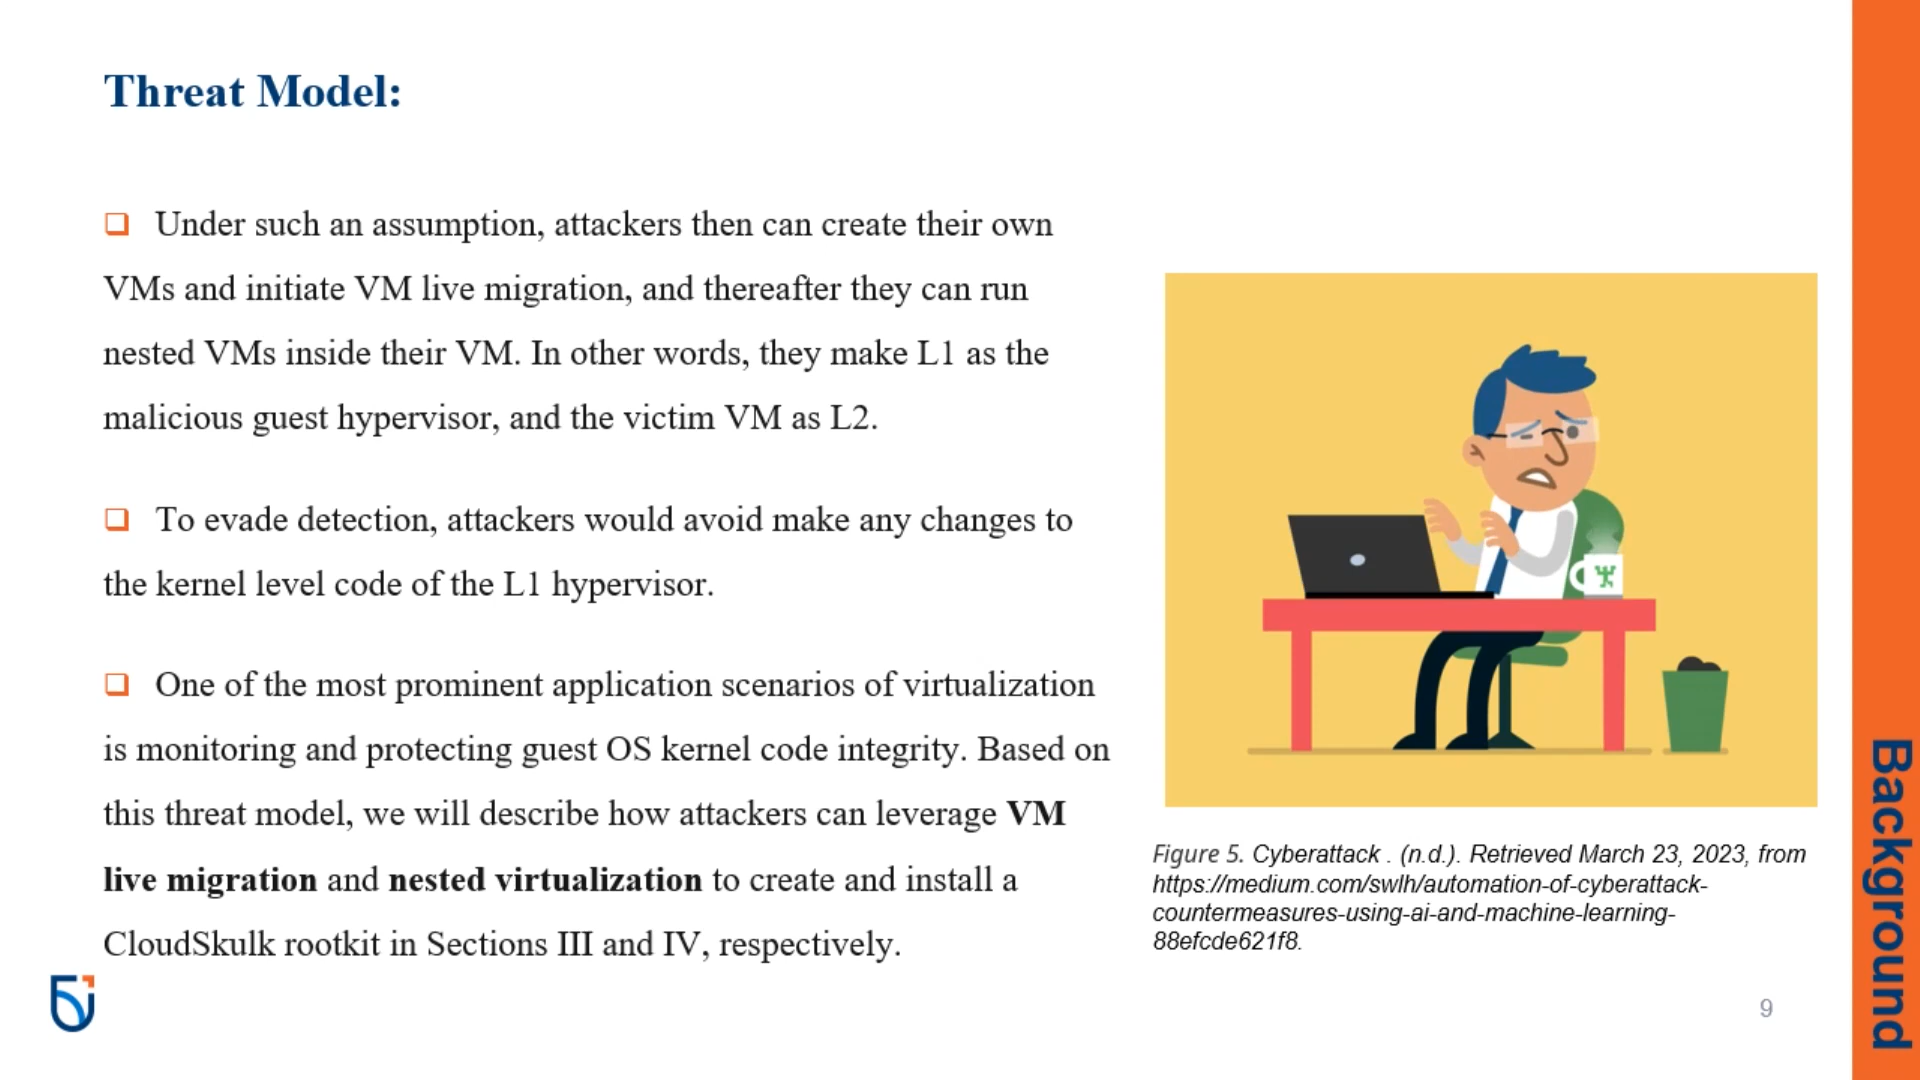 Threat Model:
Under such an assumption, attackers then can create their own
VMs and initiate VM live migration, and thereafter they can run
nested VMs inside their VM. In other words, they make L1 as the
malicious guest hypervisor, and the victim VM as L2.
To evade detection, attackers would avoid make any changes to
the kernel level code of the L1 hypervisor.
One of the most prominent application scenarios of virtualization
is monitoring and protecting guest OS kernel code integrity. Based on
this threat model, we will describe how attackers can leverage VM
live migration and nested virtualization to create and install a
CloudSkulk rootkit in Sections III and IV, respectively.
Figure 5. Cyberattack . (n.d.). Retrieved March 23, 2023, from
https://medium.com/swlh/automation-of-cyberattack-
countermeasures-using-ai-and-machine-learning-
88efcde621f8.
9
Background